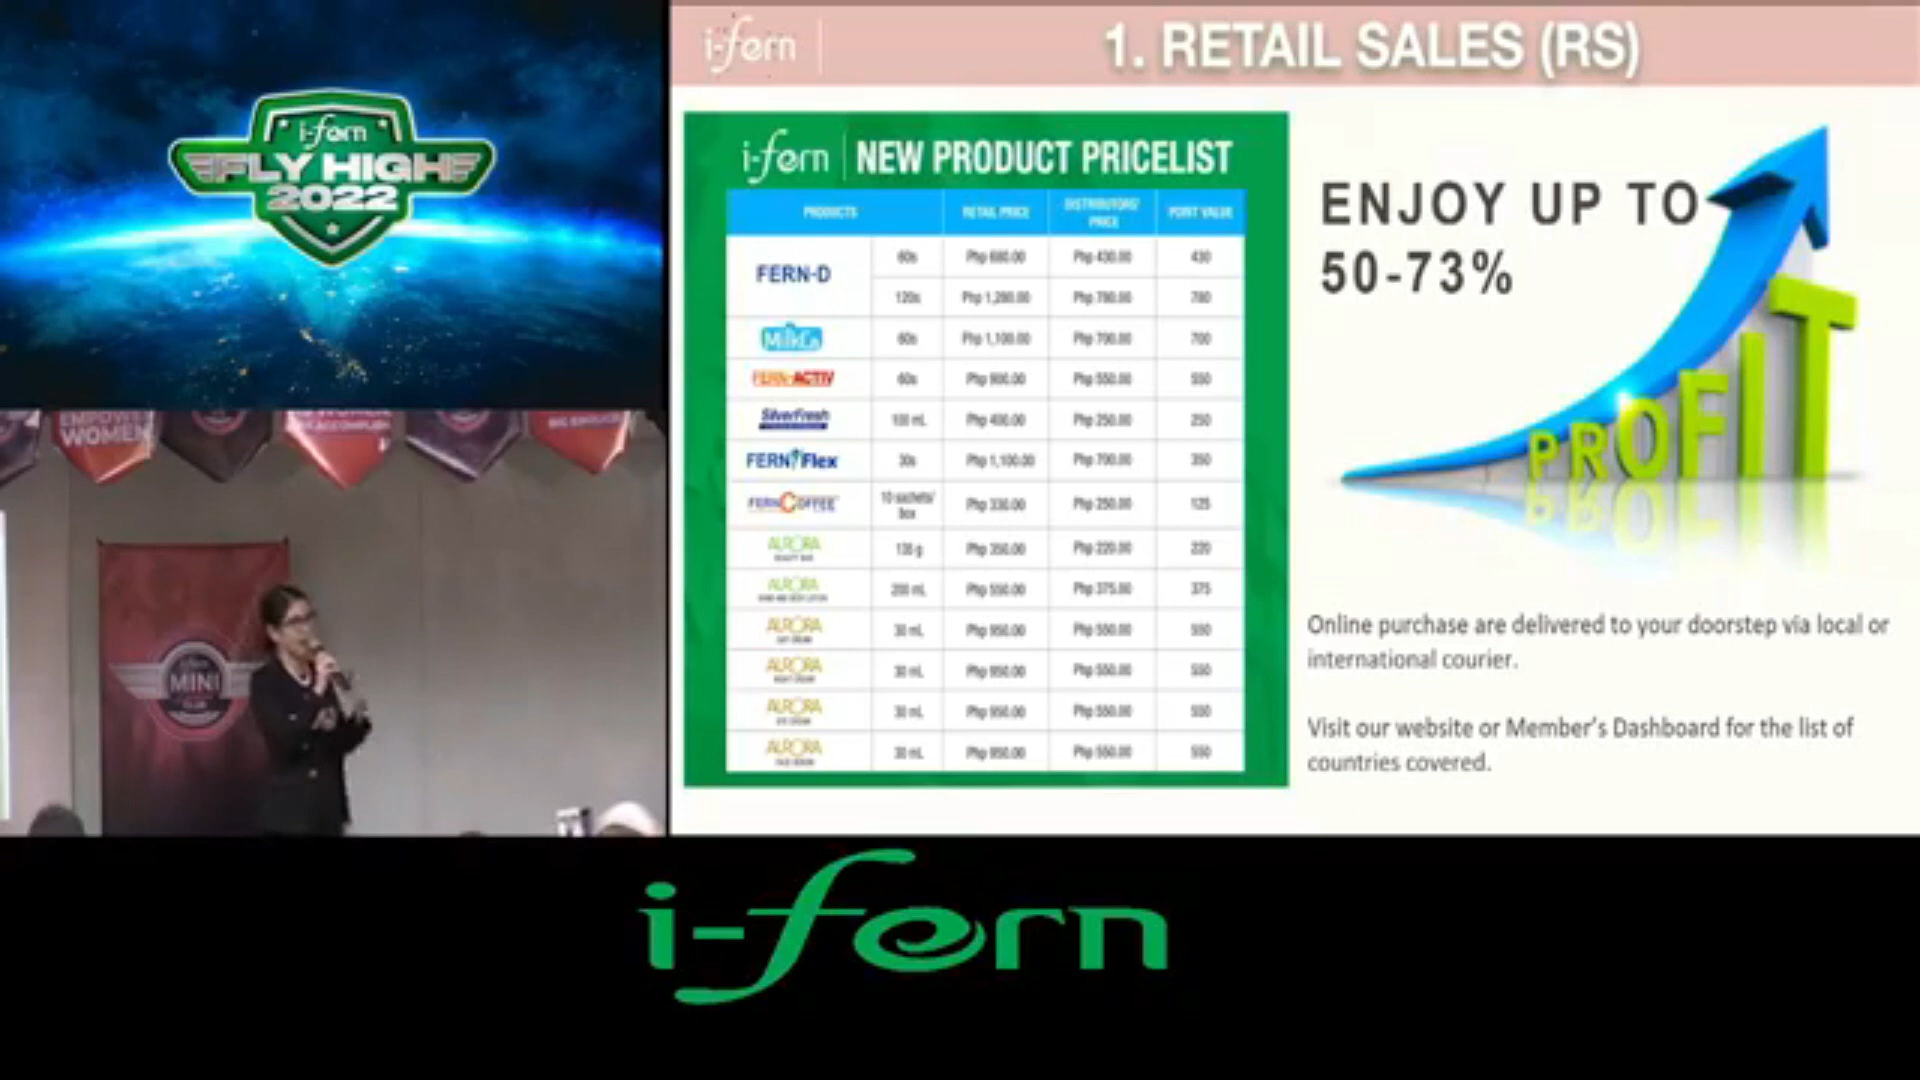 i-fern
FLY HIGH
2022
EMPOWER
WOMEN
MINI
i-fern
1. RETAIL SALES (RS)
i-fern NEW PRODUCT PRICELIST
PRODUCTS RETAIL PRICE DISTRIBUTORS' PRICE POINT VALUE
FERN-D 60s Php 680.00 Php 430.00 430
120s Php 1,280.00 Php 780.00 780
MilkCa 60s Php 1,100.00 Php 700.00 700
FERN-ACTIV 60s Php 900.00 Php 550.00 550
SilverFresh 100 mL Php 400.00 Php 250.00 250
FERN Flex 30s Php 1,100.00 Php 700.00 350
FERN COFFEE 10 sachets/ box Php 330.00 Php 250.00 125
AURORA Php 350.00 Php 220.00 220
AURORA 200 mL Php 550.00 Php 375.00 375
AURORA 30 mL Php 950.00 Php 550.00 550
AURORA 30 mL Php 950.00 Php 550.00 550
AURORA 30 mL Php 950.00 Php 550.00 550
AURORA 30 mL Php 950.00 Php 550.00 550
ENJOY UP TO
50-73%
PROFIT
Online purchase are delivered to your doorstep via local or
international courier.
Visit our website or Member's Dashboard for the list of
countries covered.
i-fern